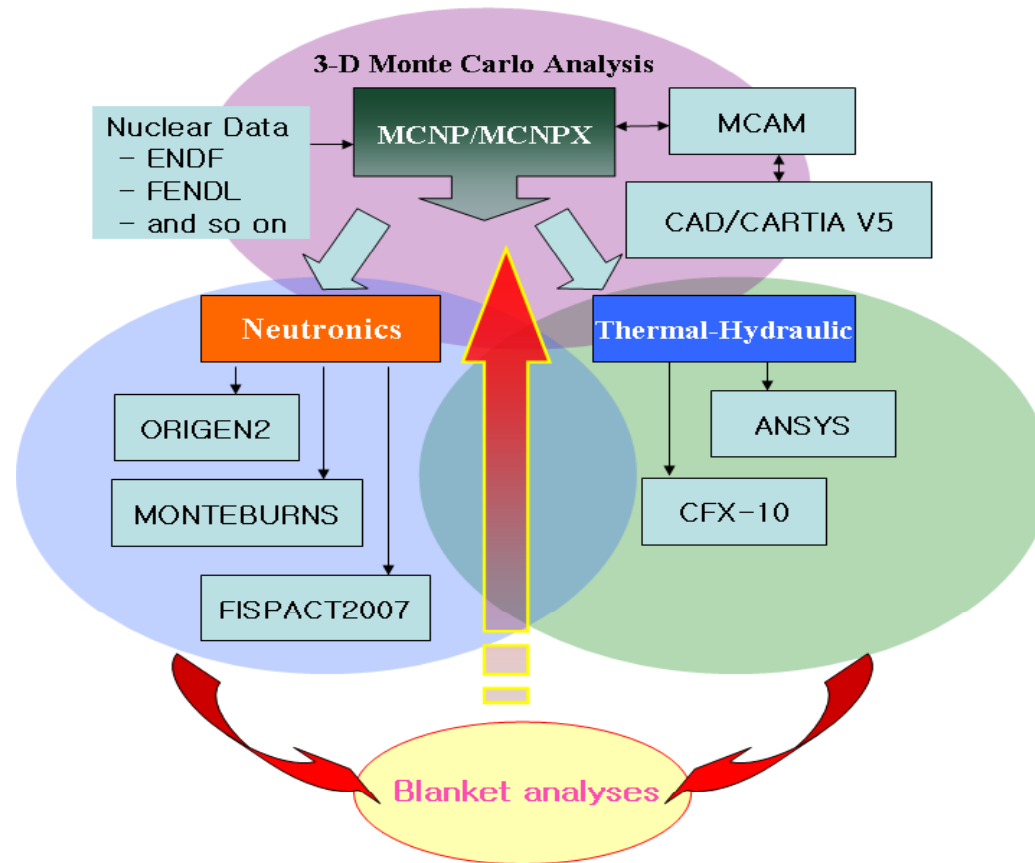 3-D Monte Carlo Analysis
Nuclear Data
- ENDF
- FENDL
- and so on
MCNP/MCNPX
MCAM
CAD/CARTIA V5
Neutronics
Thermal-Hydraulic
ORIGEN2
MONTEBURNS
FISPACT2007
ANSYS
CFX-10
Blanket analyses